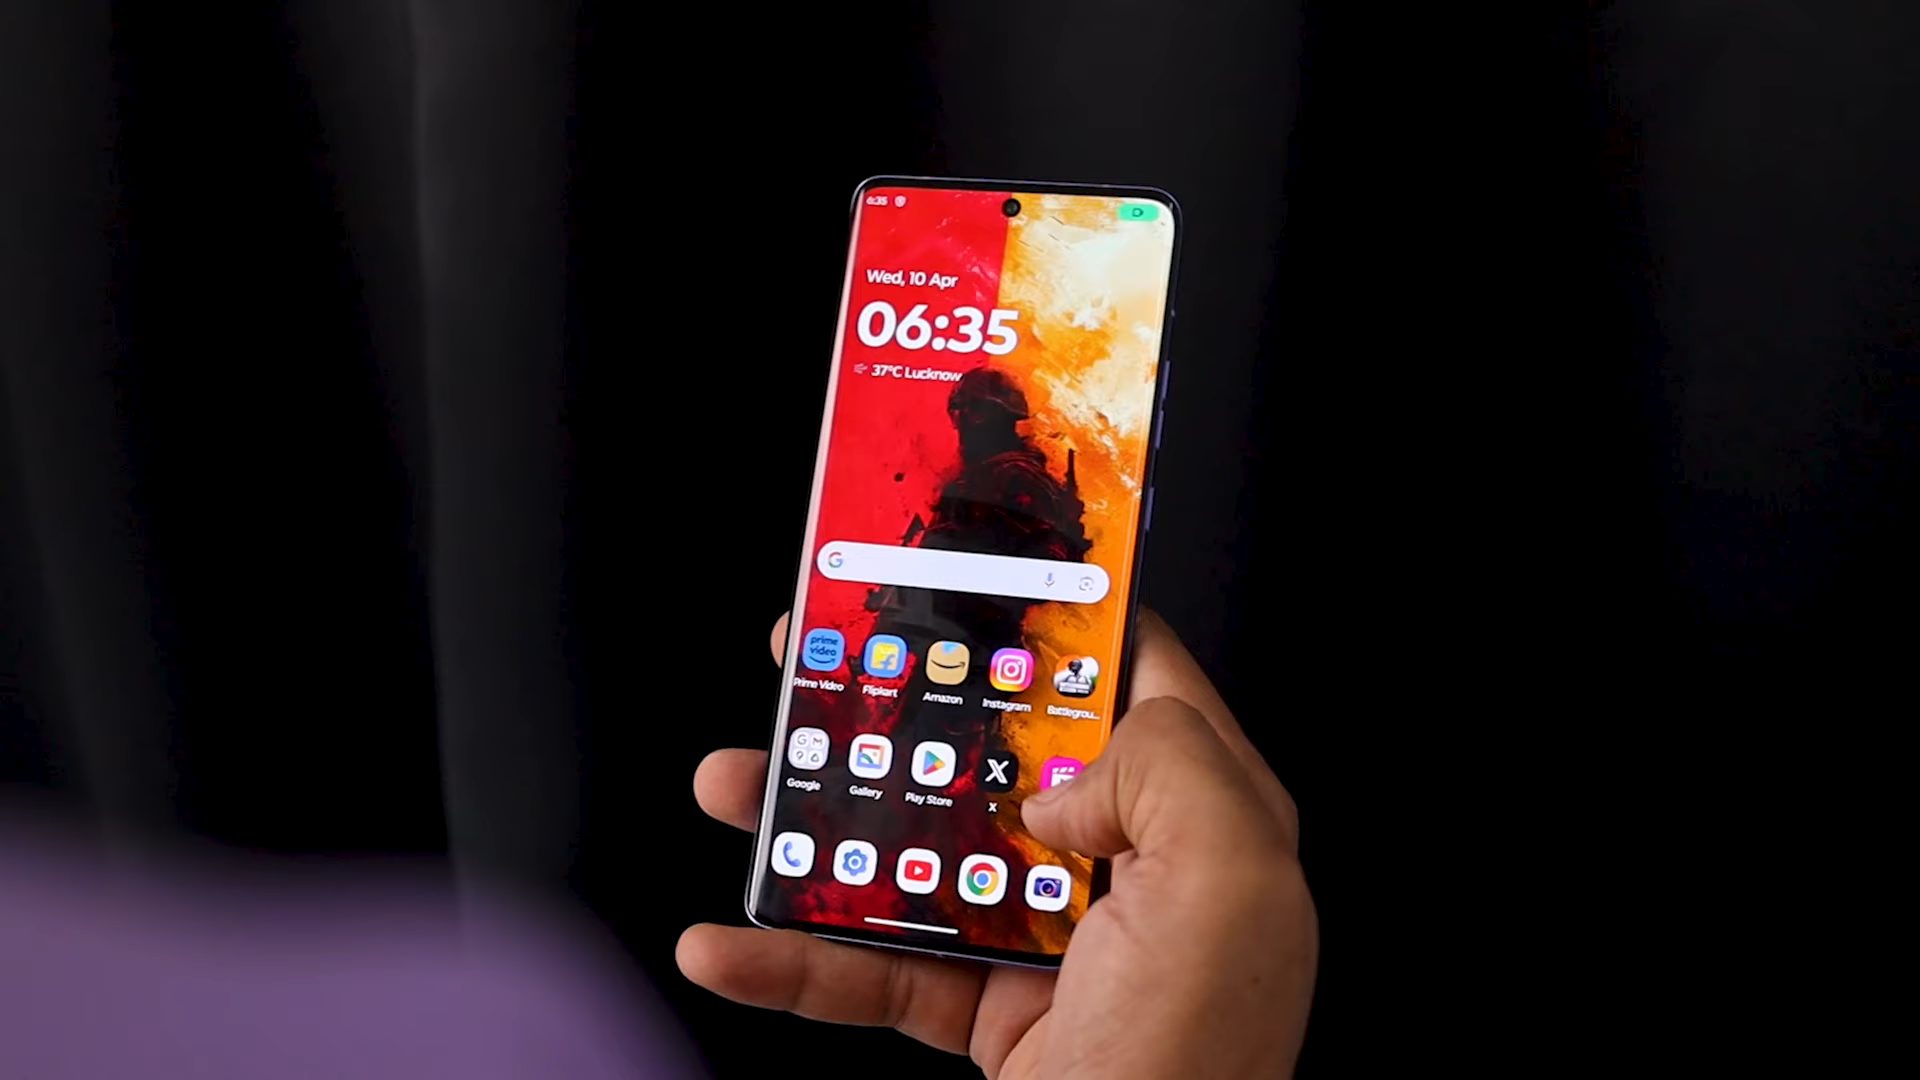 6:35
Wed, 10 Apr
06:35
37°C Lucknow
G
prime
video
Prime Video
Flipkart
Amazon
Instagram
Battlegrou...
G M
Google
Gallery
Play Store
X
X